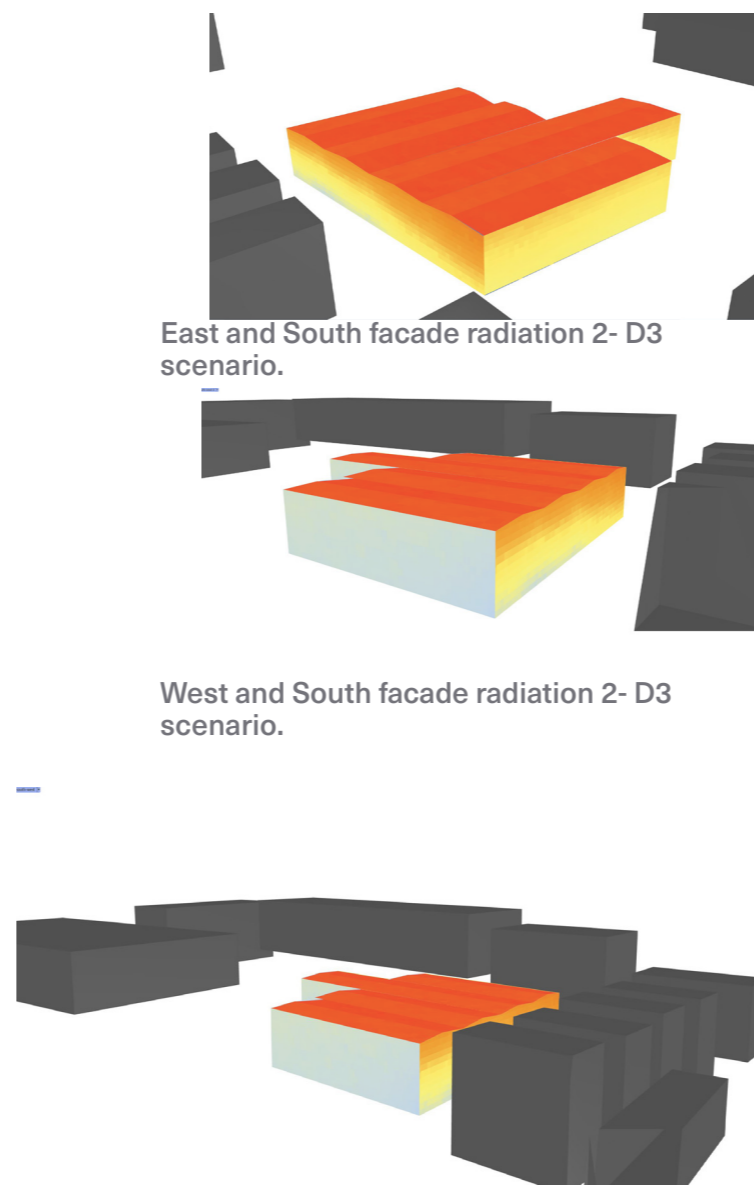 East and South facade radiation 2- D3
scenario.
West and South facade radiation 2- D3
scenario.